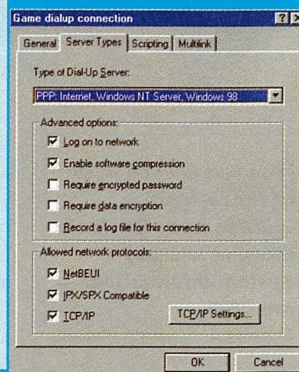 Game dialup connection
General Server Types Scripting Multilink
Type of Dial-Up Server:
PPP: Internet, Windows NT Server, Windows 98
Advanced options:
Log on to network
Enable software compression
Require encrypted password
Require data encryption
Record a log file for this connection
Allowed network protocols:
NetBEUI
IPX/SPX Compatible
TCP/IP
TCP/IP Settings...
OK Cancel